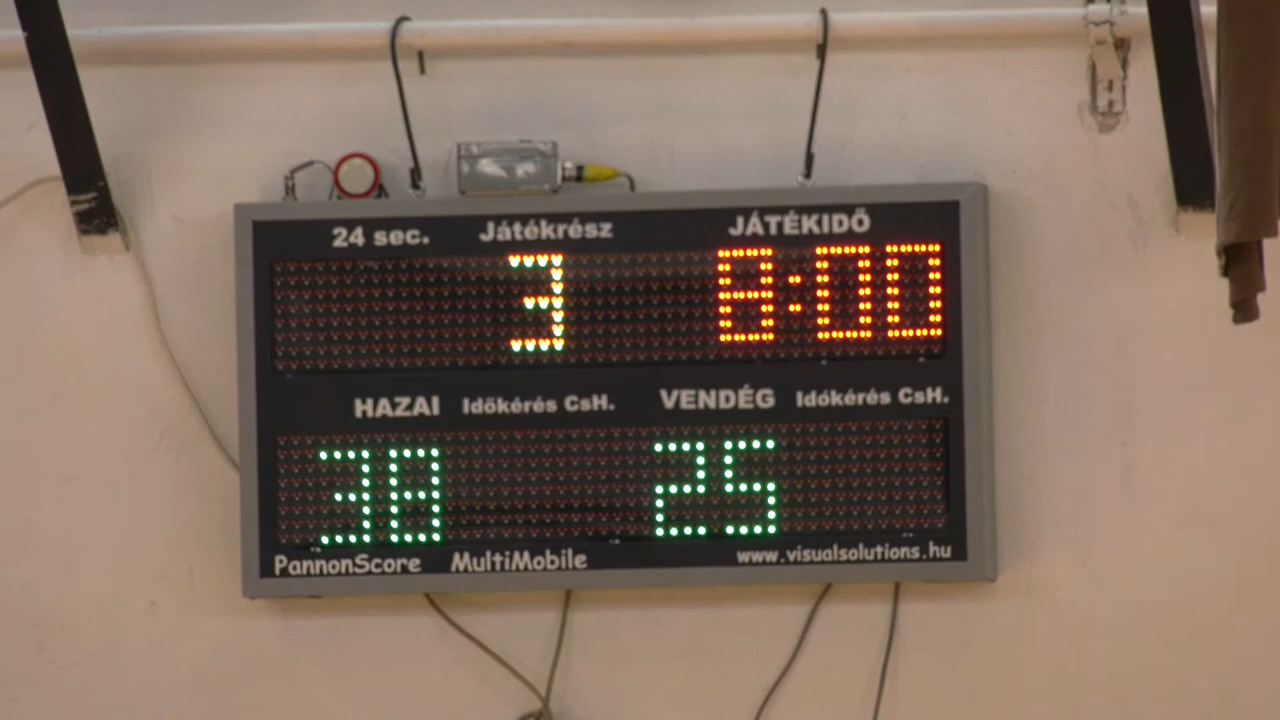 24 sec. Játékrész JÁTÉKIDŐ
3 8:00
HAZAI Időkérés CsH. VENDÉG Időkérés CsH.
38 25
PannonScore MultiMobile www.visualsolutions.hu